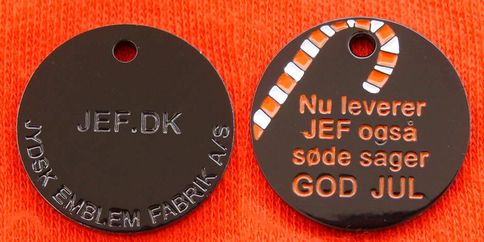 JEF.DK
JYDSK EMBLEM FABRIK A/S
Nu leverer
JEF også
søde sager
GOD JUL